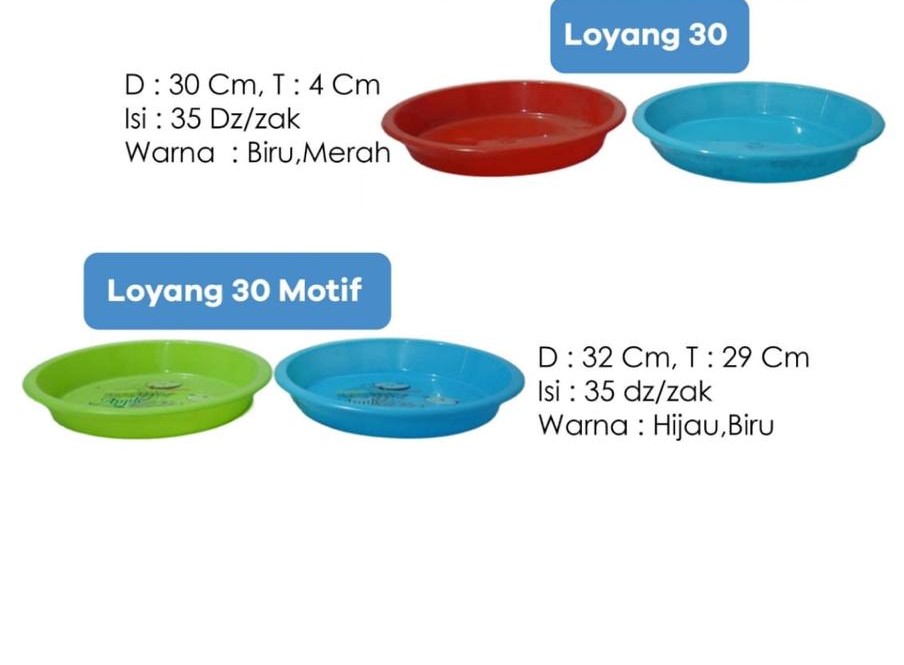 Loyang 30
D : 30 Cm, T : 4 Cm
Isi : 35 Dz/zak
Warna : Biru,Merah
Loyang 30 Motif
D : 32 Cm, T : 29 Cm
Isi : 35 dz/zak
Warna : Hijau,Biru